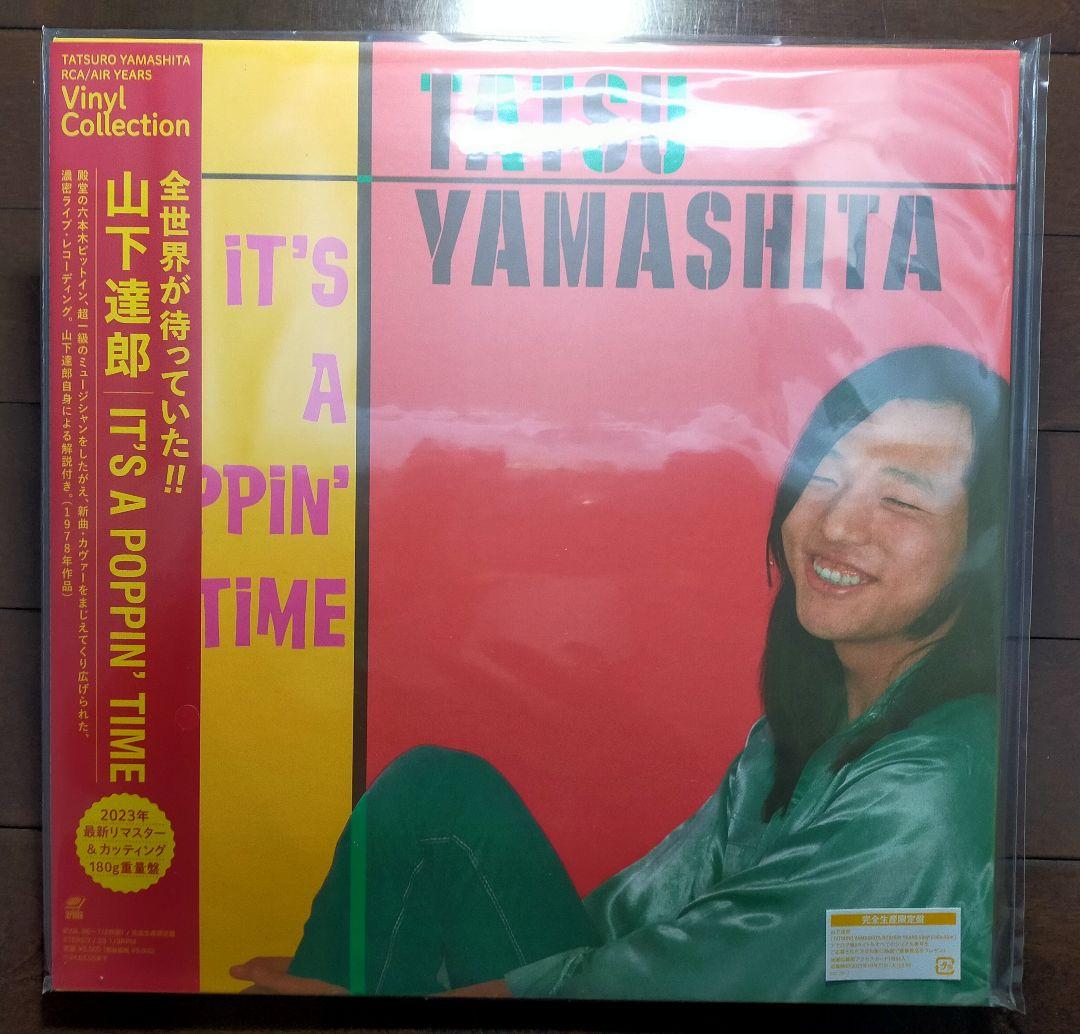 TATSURO YAMASHITA
RCA/AIR YEARS
Vinyl
Collection
全世界が待っていた!!
山下達郎 IT'S A POPPIN' TIME
殿堂の六本木ピットイン、超一級のミュージシャンをしたがえ、新曲・カヴァーをまじえてくり広げられた、
濃密ライブ・レコーディング。山下達郎自身による解説付き。(1978年作品)
2023年
最新リマスター
&カッティング
180g重量盤
TATSU
YAMASHITA
iT'S
A
PPiN'
TiME
完全生産限定盤